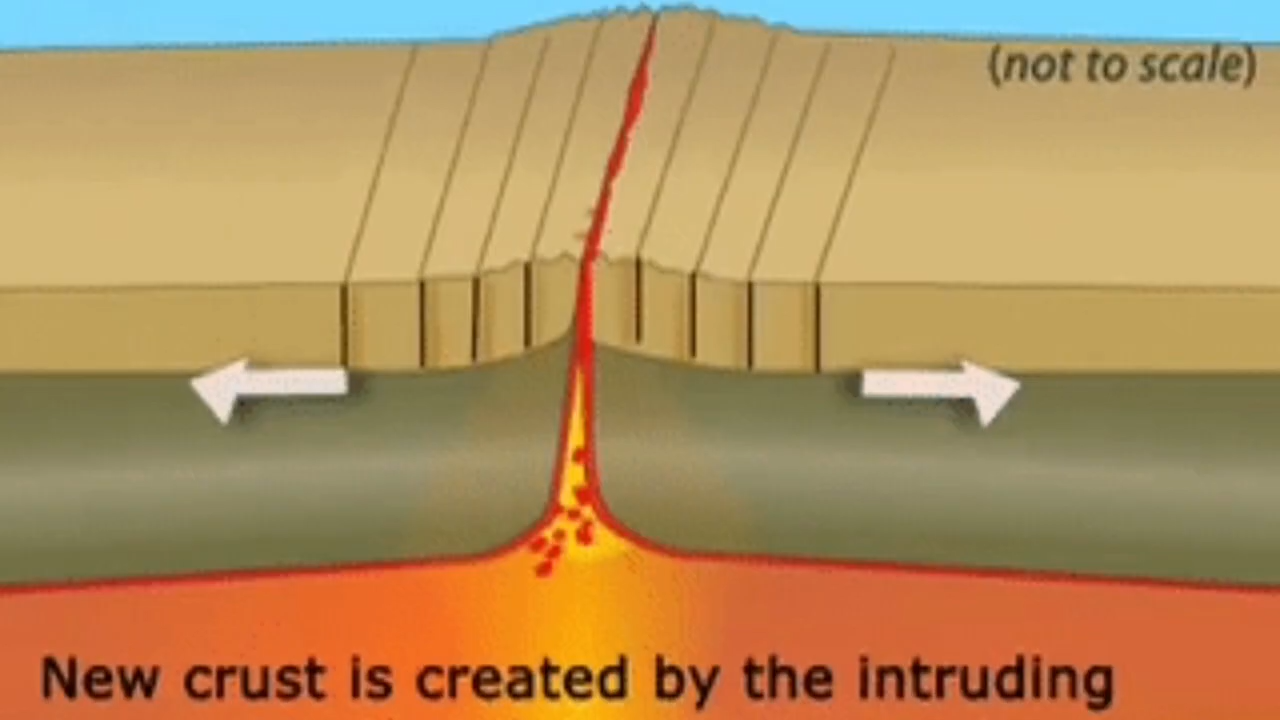 (not to scale)
New crust is created by the intruding